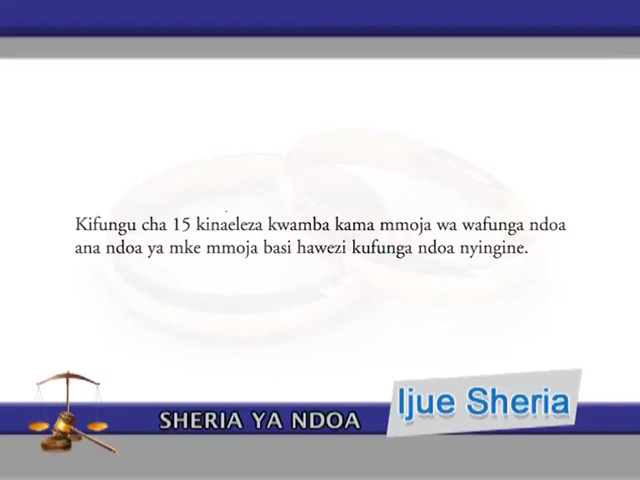 Kifungu cha 15 kinaeleza kwamba kama mmoja wa wafunga ndoa
ana ndoa ya mke mmoja basi hawezi kufunga ndoa nyingine.
SHERIA YA NDOA
Ijue Sheria